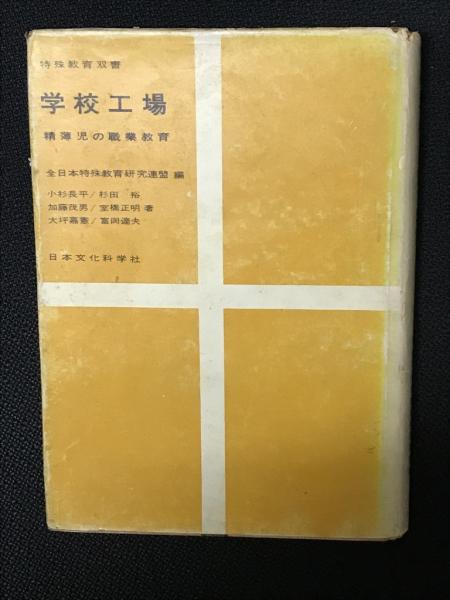 特殊教育双書
学校工場
精薄児の職業教育
全日本特殊教育研究連盟 編
小杉長平/杉田 裕
加藤茂男/室橋正明 著
大坪嘉憲/富岡達夫
日本文化科学社